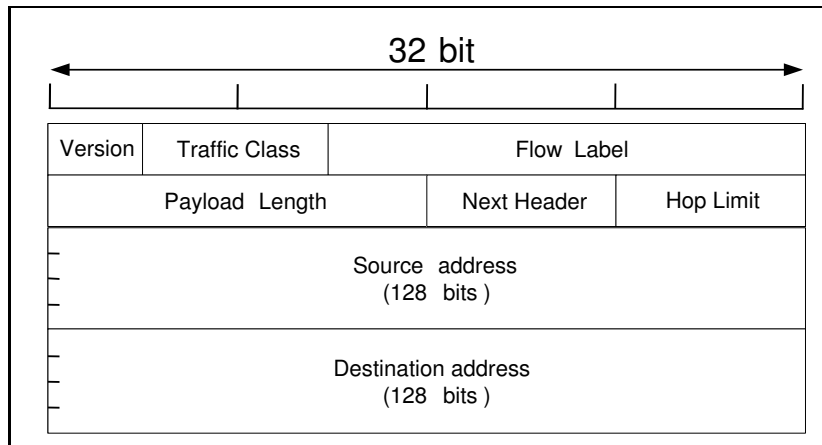 32 bit
Version Traffic Class Flow Label
Payload Length Next Header Hop Limit
Source address
(128 bits )
Destination address
(128 bits )